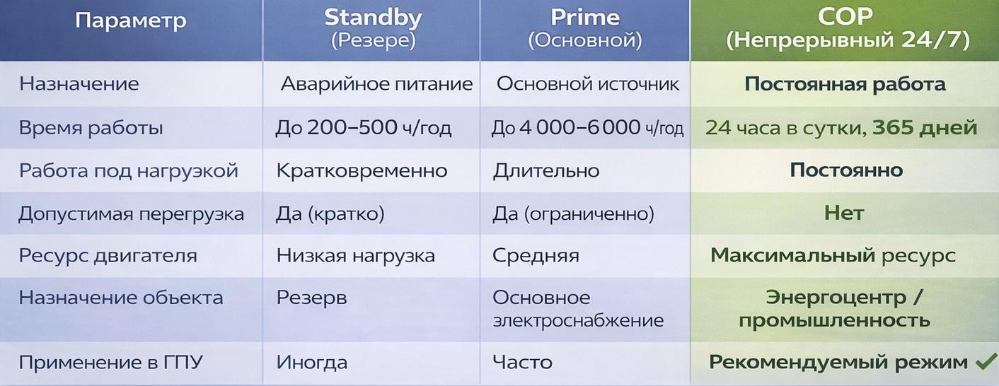 Параметр
Standby
(Резере)
Prime
(Основной)
COP
(Непрерывный 24/7)
Назначение
Аварийное питание
Основной источник
Постоянная работа
Время работы
До 200–500 ч/год
До 4 000–6 000 ч/год
24 часа в сутки, 365 дней
Работа под нагрузкой
Кратковременно
Длительно
Постоянно
Допустимая перегрузка
Да (кратко)
Да (ограниченно)
Нет
Ресурс двигателя
Низкая нагрузка
Средняя
Максимальный ресурс
Назначение объекта
Резерв
Основное
злектроснабжение
Энергоцентр /
промышленность
Применение в ГПУ
Иногда
Часто
Рекомендуемый режим ✓